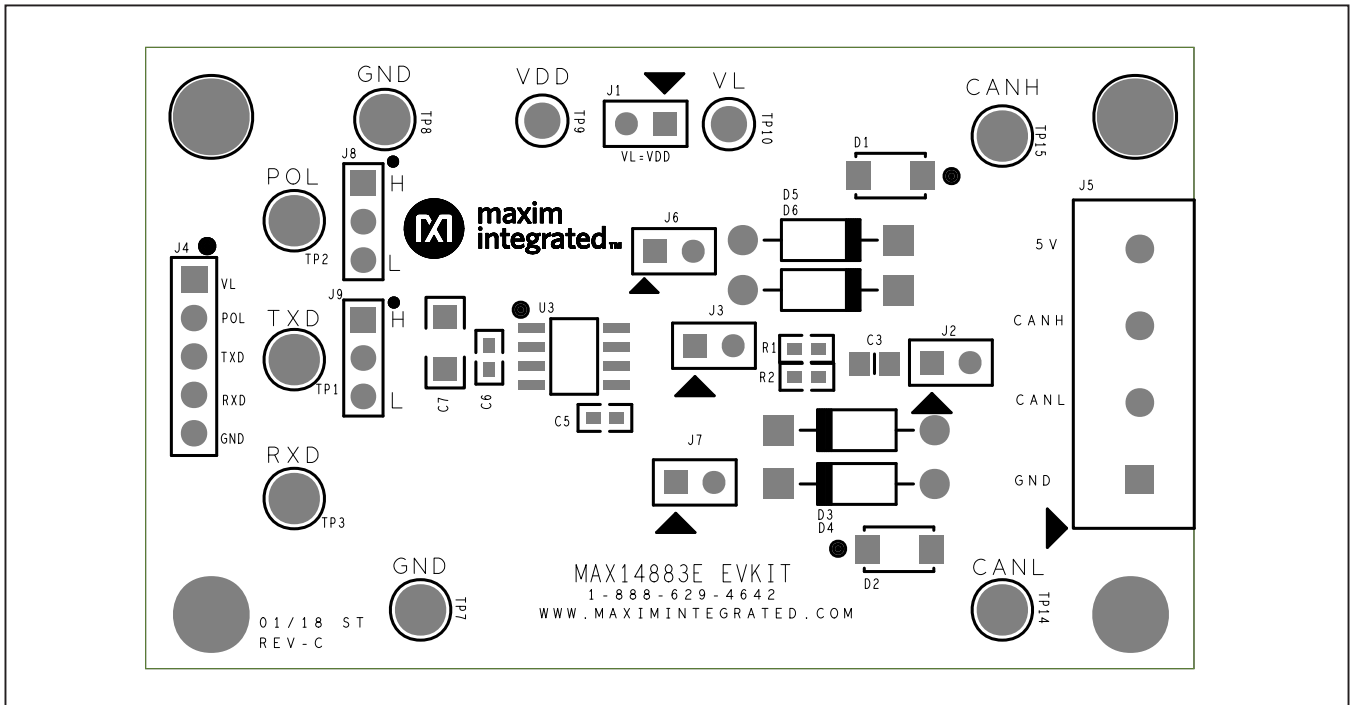 GND
TP8
VDD
TP9
J1
VL=VDD
VL
TP10
CANH
TP15
D1
J5
5V
CANH
CANL
GND
J8
H
L
POL
TP2
maxim
integrated™
J6
D5
D6
J4
VL
POL
TXD
RXD
GND
TXD
TP1
J9
H
L
C7
C6
U3
C5
J3
R1
R2
C3
J2
J7
D3
D4
D2
RXD
TP3
GND
TP7
MAX14883E EVKIT
1-888-629-4642
WWW.MAXIMINTEGRATED.COM
CANL
TP14
01/18 ST
REV-C